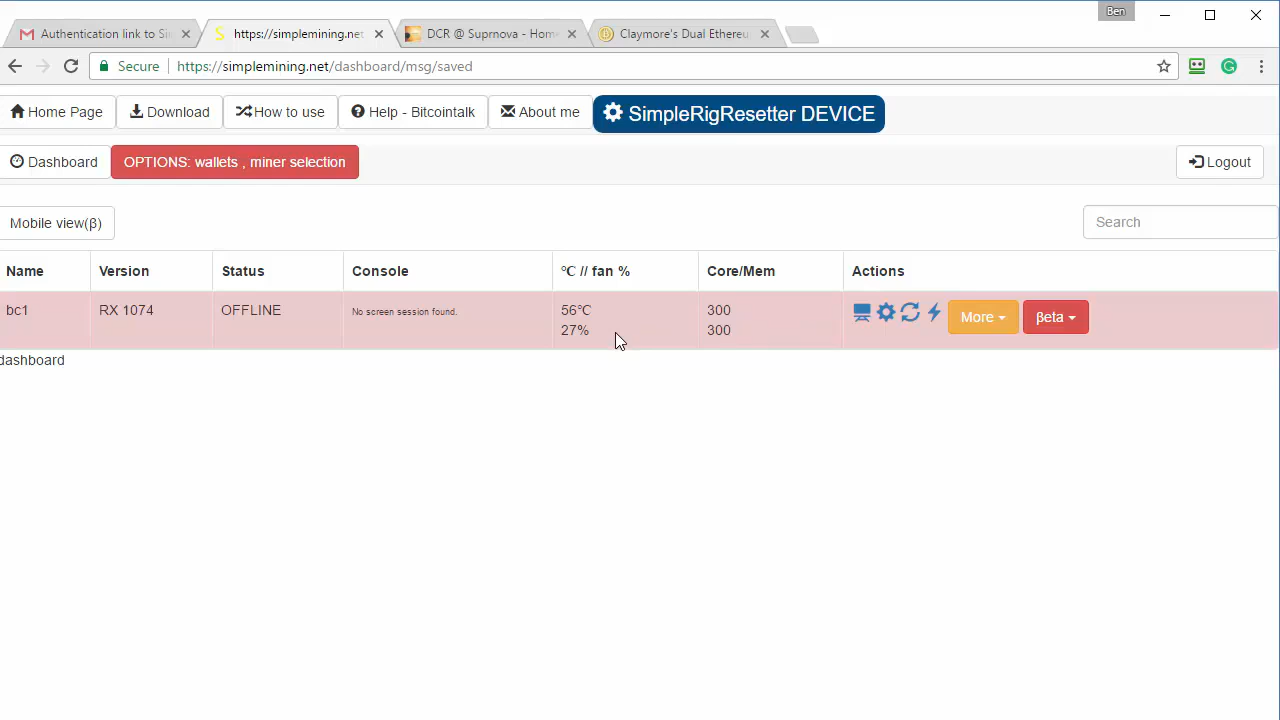 Ben
Authentication link to Si
https://simplemining.net
DCR @ Suprnova - Hom
Claymore's Dual Ethereu
Secure https://simplemining.net/dashboard/msg/saved
Home Page Download How to use Help - Bitcointalk About me SimpleRigResetter DEVICE
Dashboard OPTIONS: wallets , miner selection Logout
Mobile view(β) Search
Name Version Status Console °C // fan % Core/Mem Actions
bc1 RX 1074 OFFLINE No screen session found. 56°C 300 More βeta
27% 300
dashboard